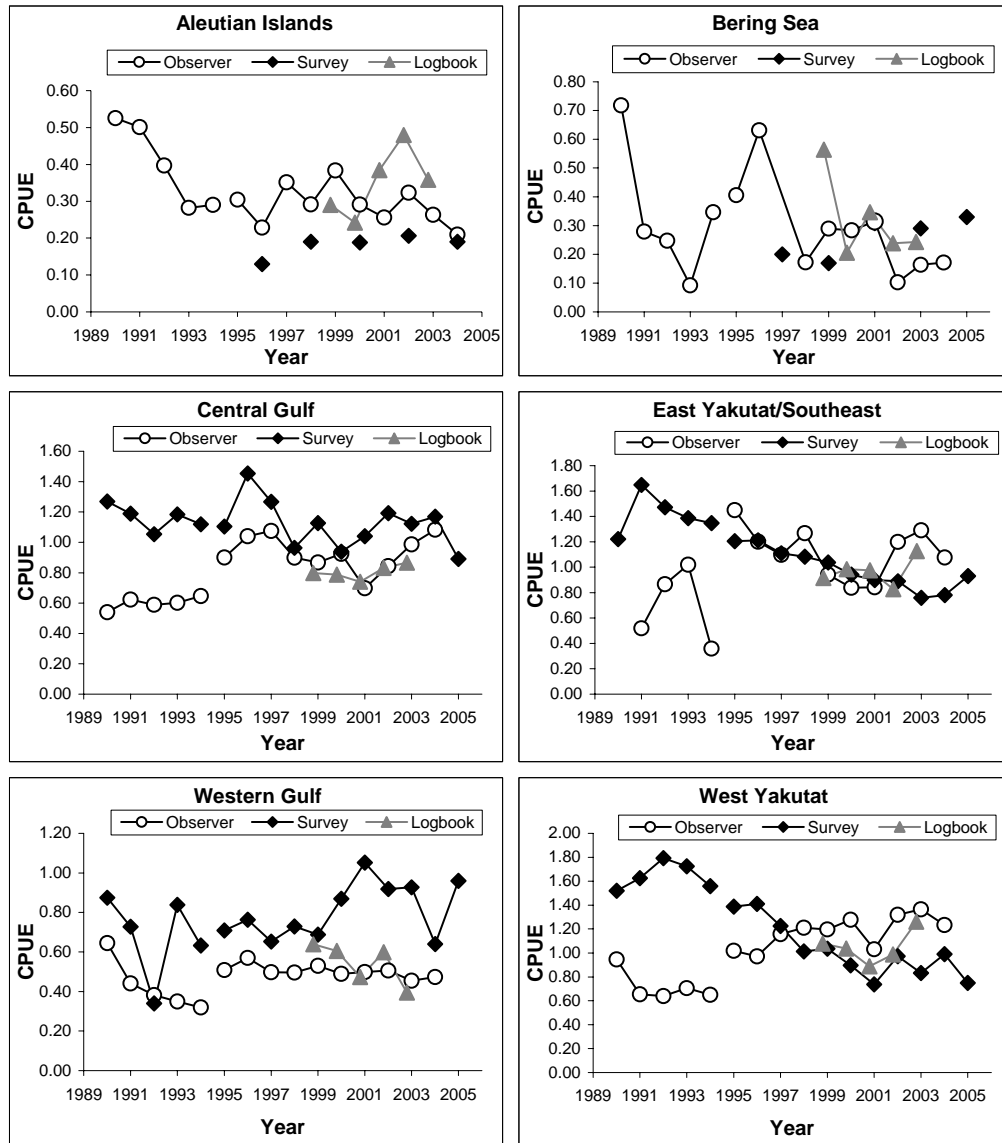 Aleutian Islands
Observer Survey Logbook
0.60
0.50
0.40
0.30
0.20
0.10
0.00
CPUE
1989 1991 1993 1995 1997 1999 2001 2003 2005
Year
Bering Sea
Observer Survey Logbook
0.80
0.70
0.60
0.50
0.40
0.30
0.20
0.10
0.00
CPUE
1989 1991 1993 1995 1997 1999 2001 2003 2005
Year
Central Gulf
Observer Survey Logbook
1.60
1.40
1.20
1.00
0.80
0.60
0.40
0.20
0.00
CPUE
1989 1991 1993 1995 1997 1999 2001 2003 2005
Year
East Yakutat/Southeast
Observer Survey Logbook
1.80
1.60
1.40
1.20
1.00
0.80
0.60
0.40
0.20
0.00
CPUE
1989 1991 1993 1995 1997 1999 2001 2003 2005
Year
Western Gulf
Observer Survey Logbook
1.20
1.00
0.80
0.60
0.40
0.20
0.00
CPUE
1989 1991 1993 1995 1997 1999 2001 2003 2005
Year
West Yakutat
Observer Survey Logbook
2.00
1.80
1.60
1.40
1.20
1.00
0.80
0.60
0.40
0.20
0.00
CPUE
1989 1991 1993 1995 1997 1999 2001 2003 2005
Year